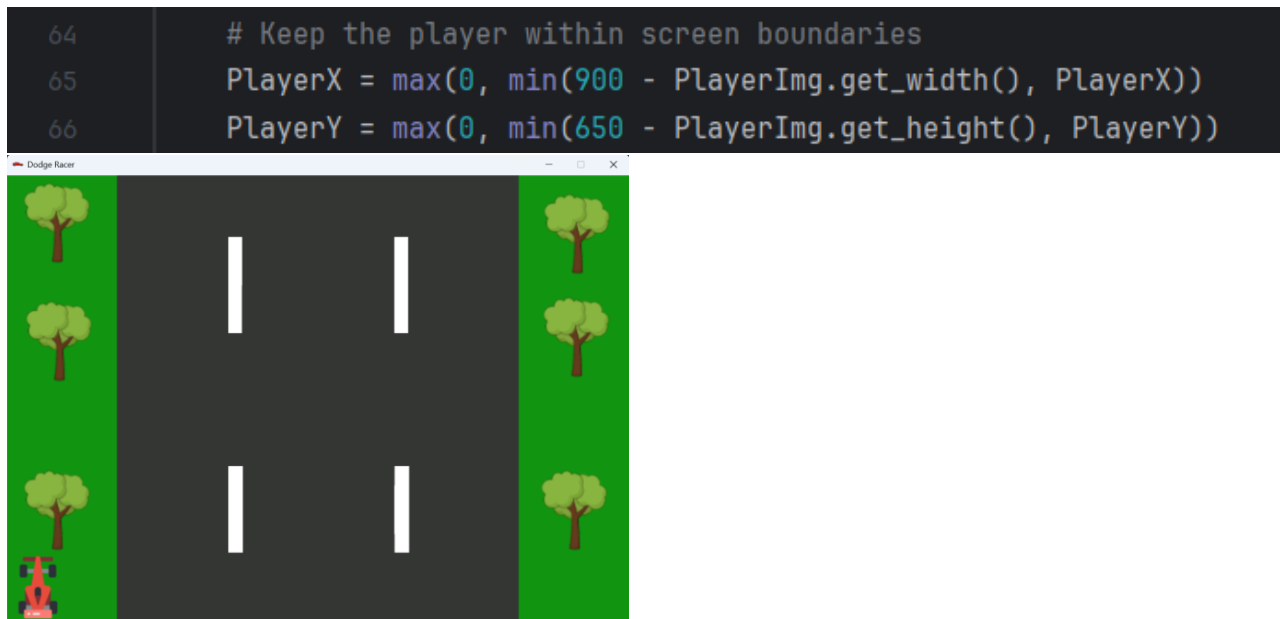 64 # Keep the player within screen boundaries
65 PlayerX = max(0, min(900 - PlayerImg.get_width(), PlayerX))
66 PlayerY = max(0, min(650 - PlayerImg.get_height(), PlayerY))
Dodge Racer